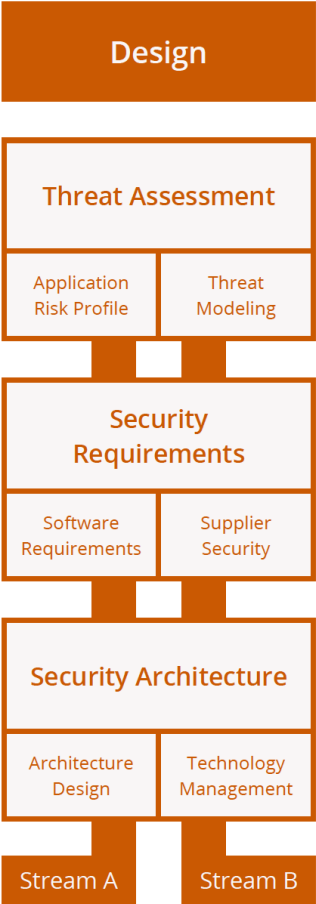 Design
Threat Assessment
Application
Risk Profile
Threat
Modeling
Security
Requirements
Software
Requirements
Supplier
Security
Security Architecture
Architecture
Design
Technology
Management
Stream A
Stream B